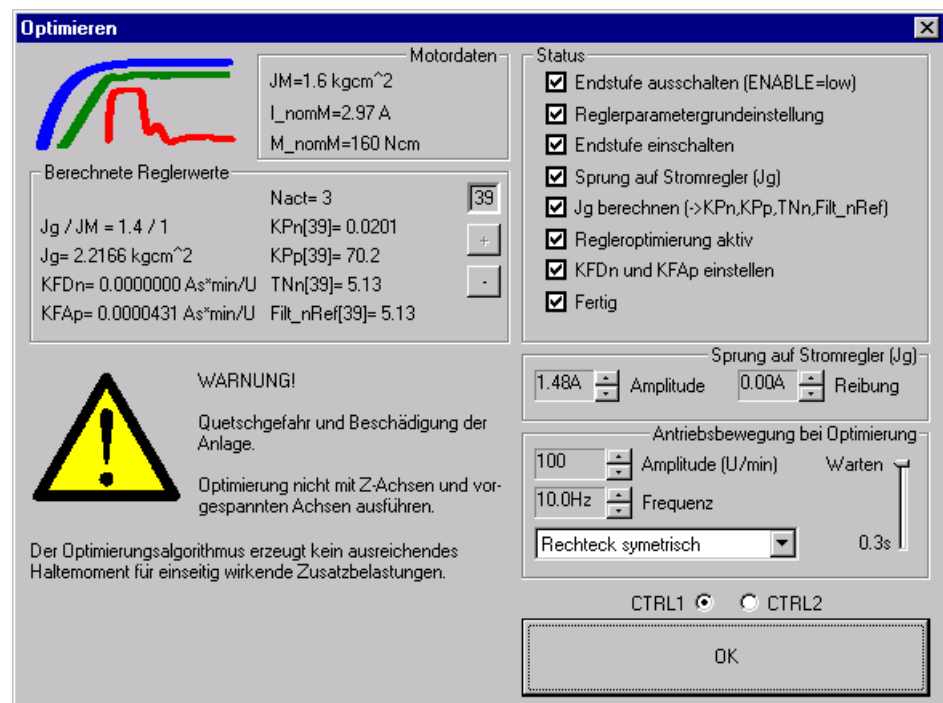 Optimieren
Motordaten
JM=1.6 kgcm^2
I_nomM=2.97 A
M_nomM=160 Ncm
Berechnete Reglerwerte
Nact= 3
39
Jg / JM = 1.4 / 1
KPn[39]= 0.0201
+
Jg= 2.2166 kgcm^2
KPp[39]= 70.2
KFDn= 0.0000000 As*min/U
TNn[39]= 5.13
-
KFAp= 0.0000431 As*min/U
Filt_nRef[39]= 5.13
WARNUNG!
Quetschgefahr und Beschädigung der
Anlage.
Optimierung nicht mit Z-Achsen und vor-
gespannten Achsen ausführen.
Der Optimierungsalgorithmus erzeugt kein ausreichendes
Haltemoment für einseitig wirkende Zusatzbelastungen.
Status
Endstufe ausschalten (ENABLE=low)
Reglerparametergrundeinstellung
Endstufe einschalten
Sprung auf Stromregler (Jg)
Jg berechnen (->KPn,KPp,TNn,Filt_nRef)
Regleroptimierung aktiv
KFDn und KFAp einstellen
Fertig
Sprung auf Stromregler (Jg)
1.48A Amplitude 0.00A Reibung
Antriebsbewegung bei Optimierung
100 Amplitude (U/min) Warten
10.0Hz Frequenz
Rechteck symetrisch 0.3s
CTRL1 CTRL2
OK